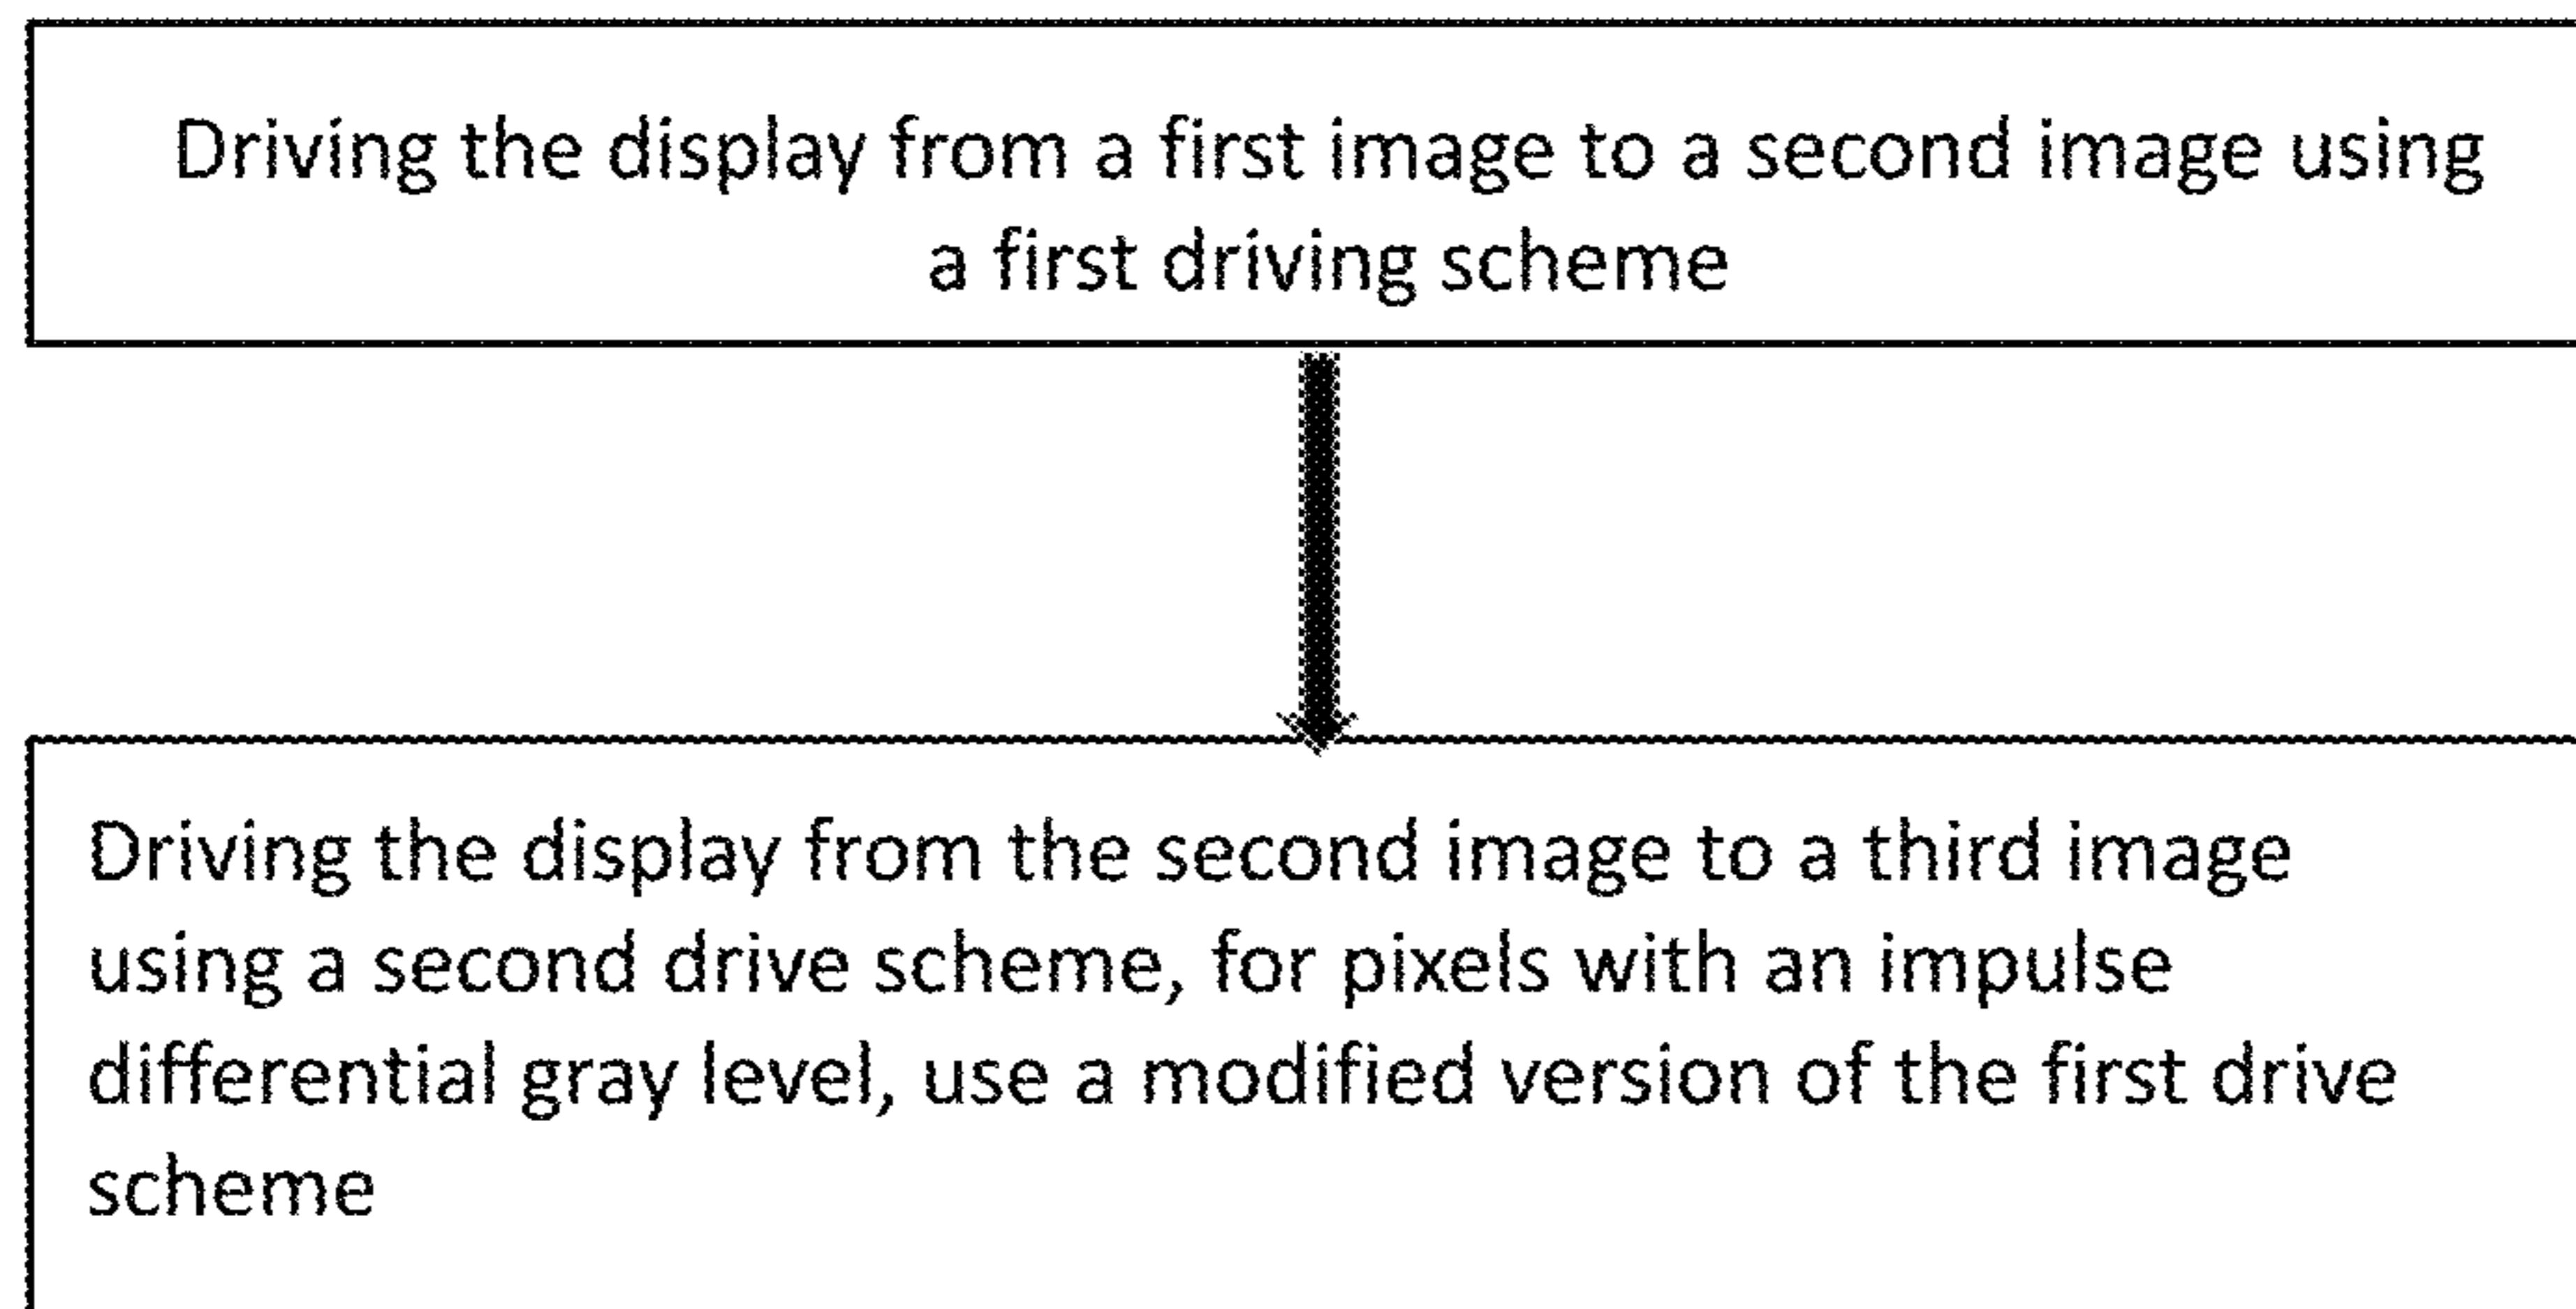 Driving the display from a first image to a second image using
a first driving scheme
Driving the display from the second image to a third image
using a second drive scheme, for pixels with an impulse
differential gray level, use a modified version of the first drive
scheme